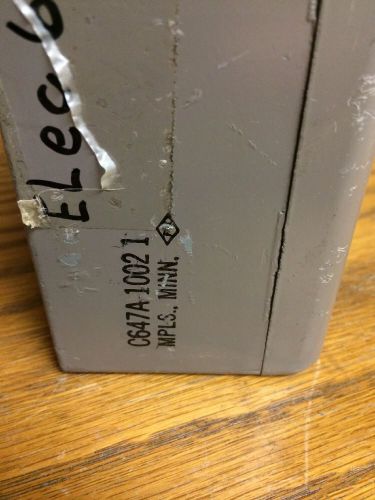 ELec
C647A 1002 1
MPLS., MINN.